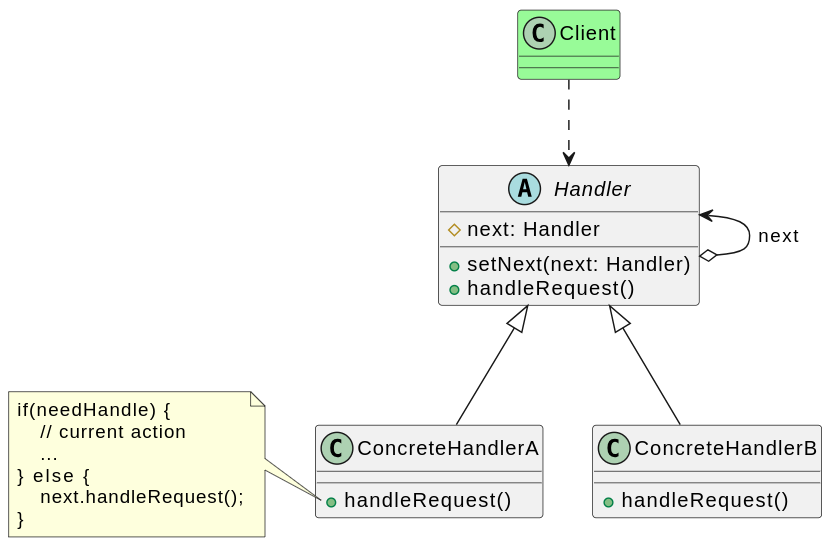 C Client
A Handler
next: Handler
setNext(next: Handler)
handleRequest()
next
if(needHandle) {
    // current action
    ...
} else {
    next.handleRequest();
}
C ConcreteHandlerA
handleRequest()
C ConcreteHandlerB
handleRequest()